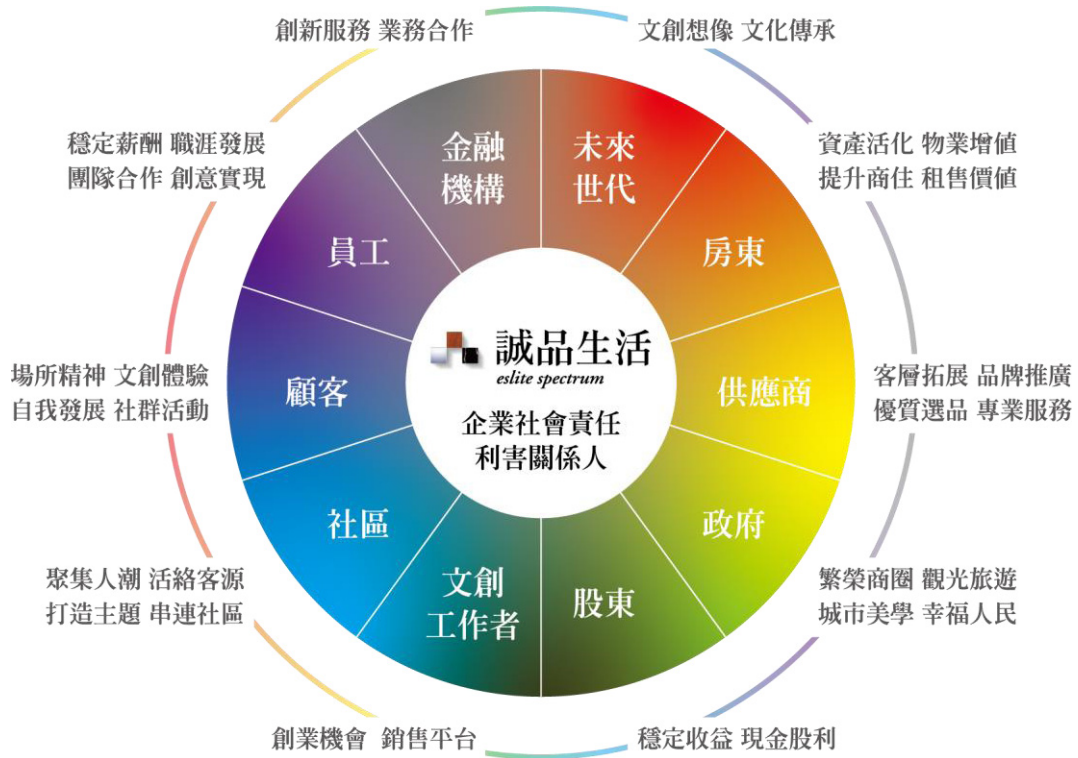 創新服務 業務合作
文創想像 文化傳承
穩定薪酬 職涯發展
團隊合作 創意實現
資產活化 物業增值
提升商住 租售價值
金融
機構
未來
世代
員工
房東
誠品生活
eslite spectrum
企業社會責任
利害關係人
場所精神 文創體驗
自我發展 社群活動
顧客
供應商
客層拓展 品牌推廣
優質選品 專業服務
社區
政府
文創
工作者
股東
聚集人潮 活絡客源
打造主題 串連社區
繁榮商圈 觀光旅遊
城市美學 幸福人民
創業機會 銷售平台
穩定收益 現金股利